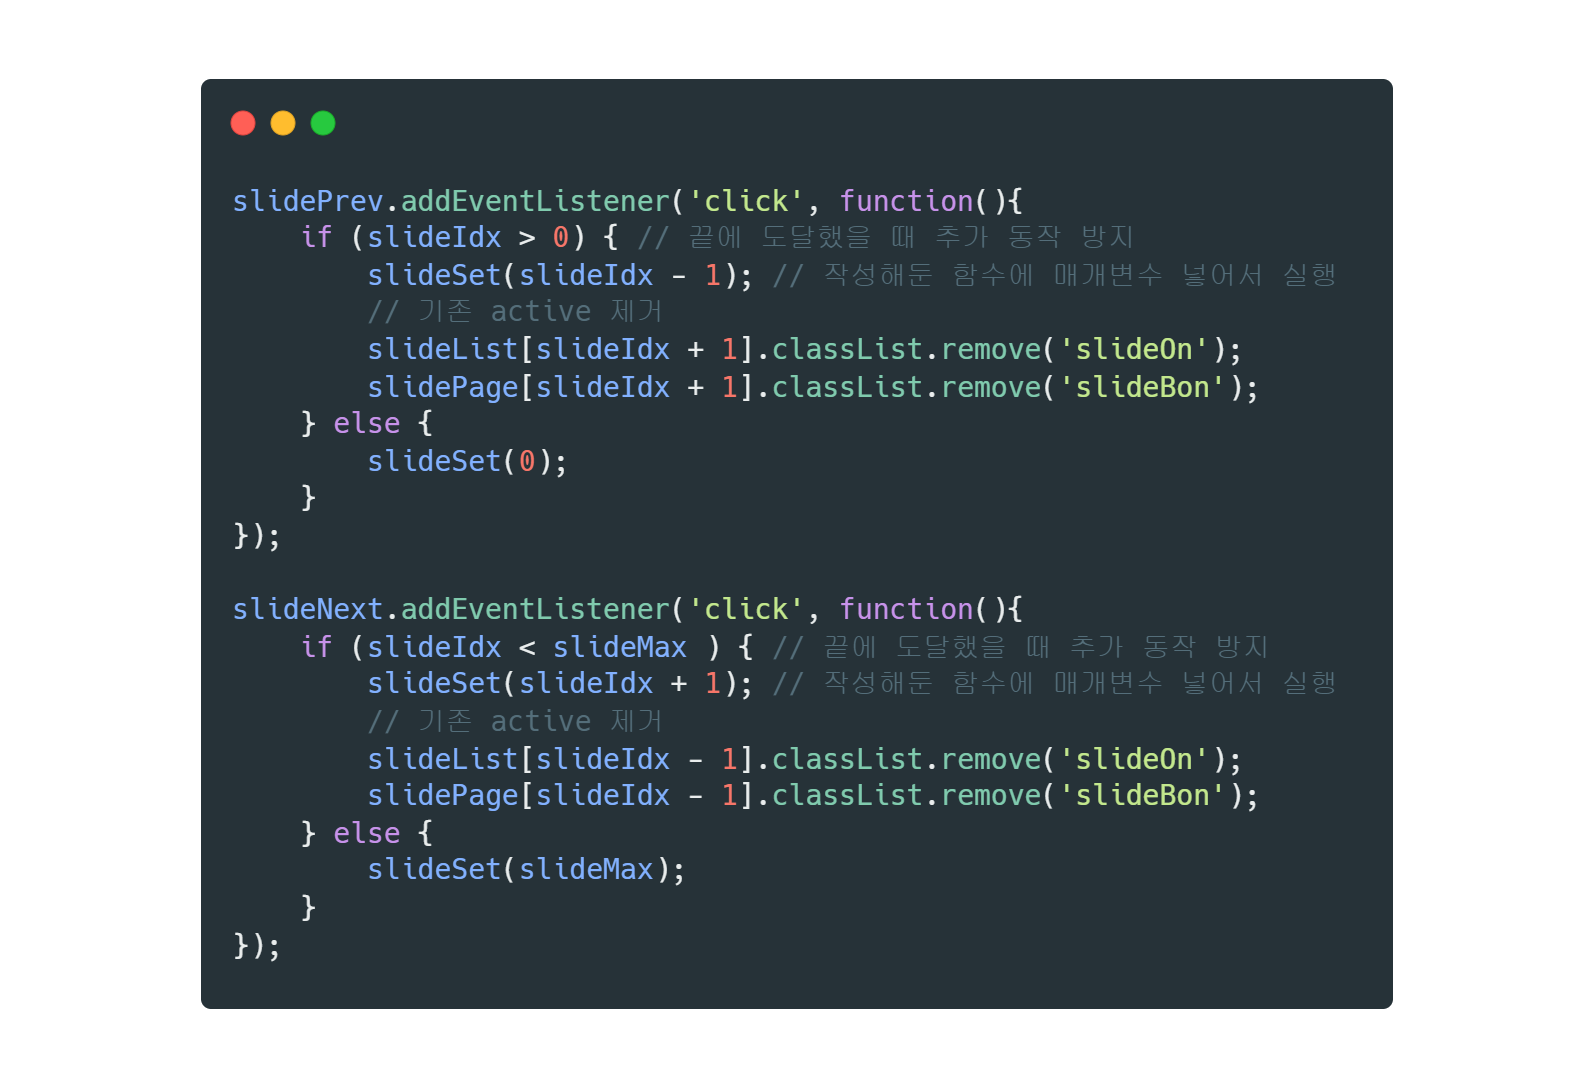 slidePrev.addEventListener('click', function(){
    if (slideIdx > 0) { // 끝에 도달했을 때 추가 동작 방지
        slideSet(slideIdx - 1); // 작성해둔 함수에 매개변수 넣어서 실행
        // 기존 active 제거
        slideList[slideIdx + 1].classList.remove('slideOn');
        slidePage[slideIdx + 1].classList.remove('slideBon');
    } else {
        slideSet(0);
    }
});

slideNext.addEventListener('click', function(){
    if (slideIdx < slideMax ) { // 끝에 도달했을 때 추가 동작 방지
        slideSet(slideIdx + 1); // 작성해둔 함수에 매개변수 넣어서 실행
        // 기존 active 제거
        slideList[slideIdx - 1].classList.remove('slideOn');
        slidePage[slideIdx - 1].classList.remove('slideBon');
    } else {
        slideSet(slideMax);
    }
});